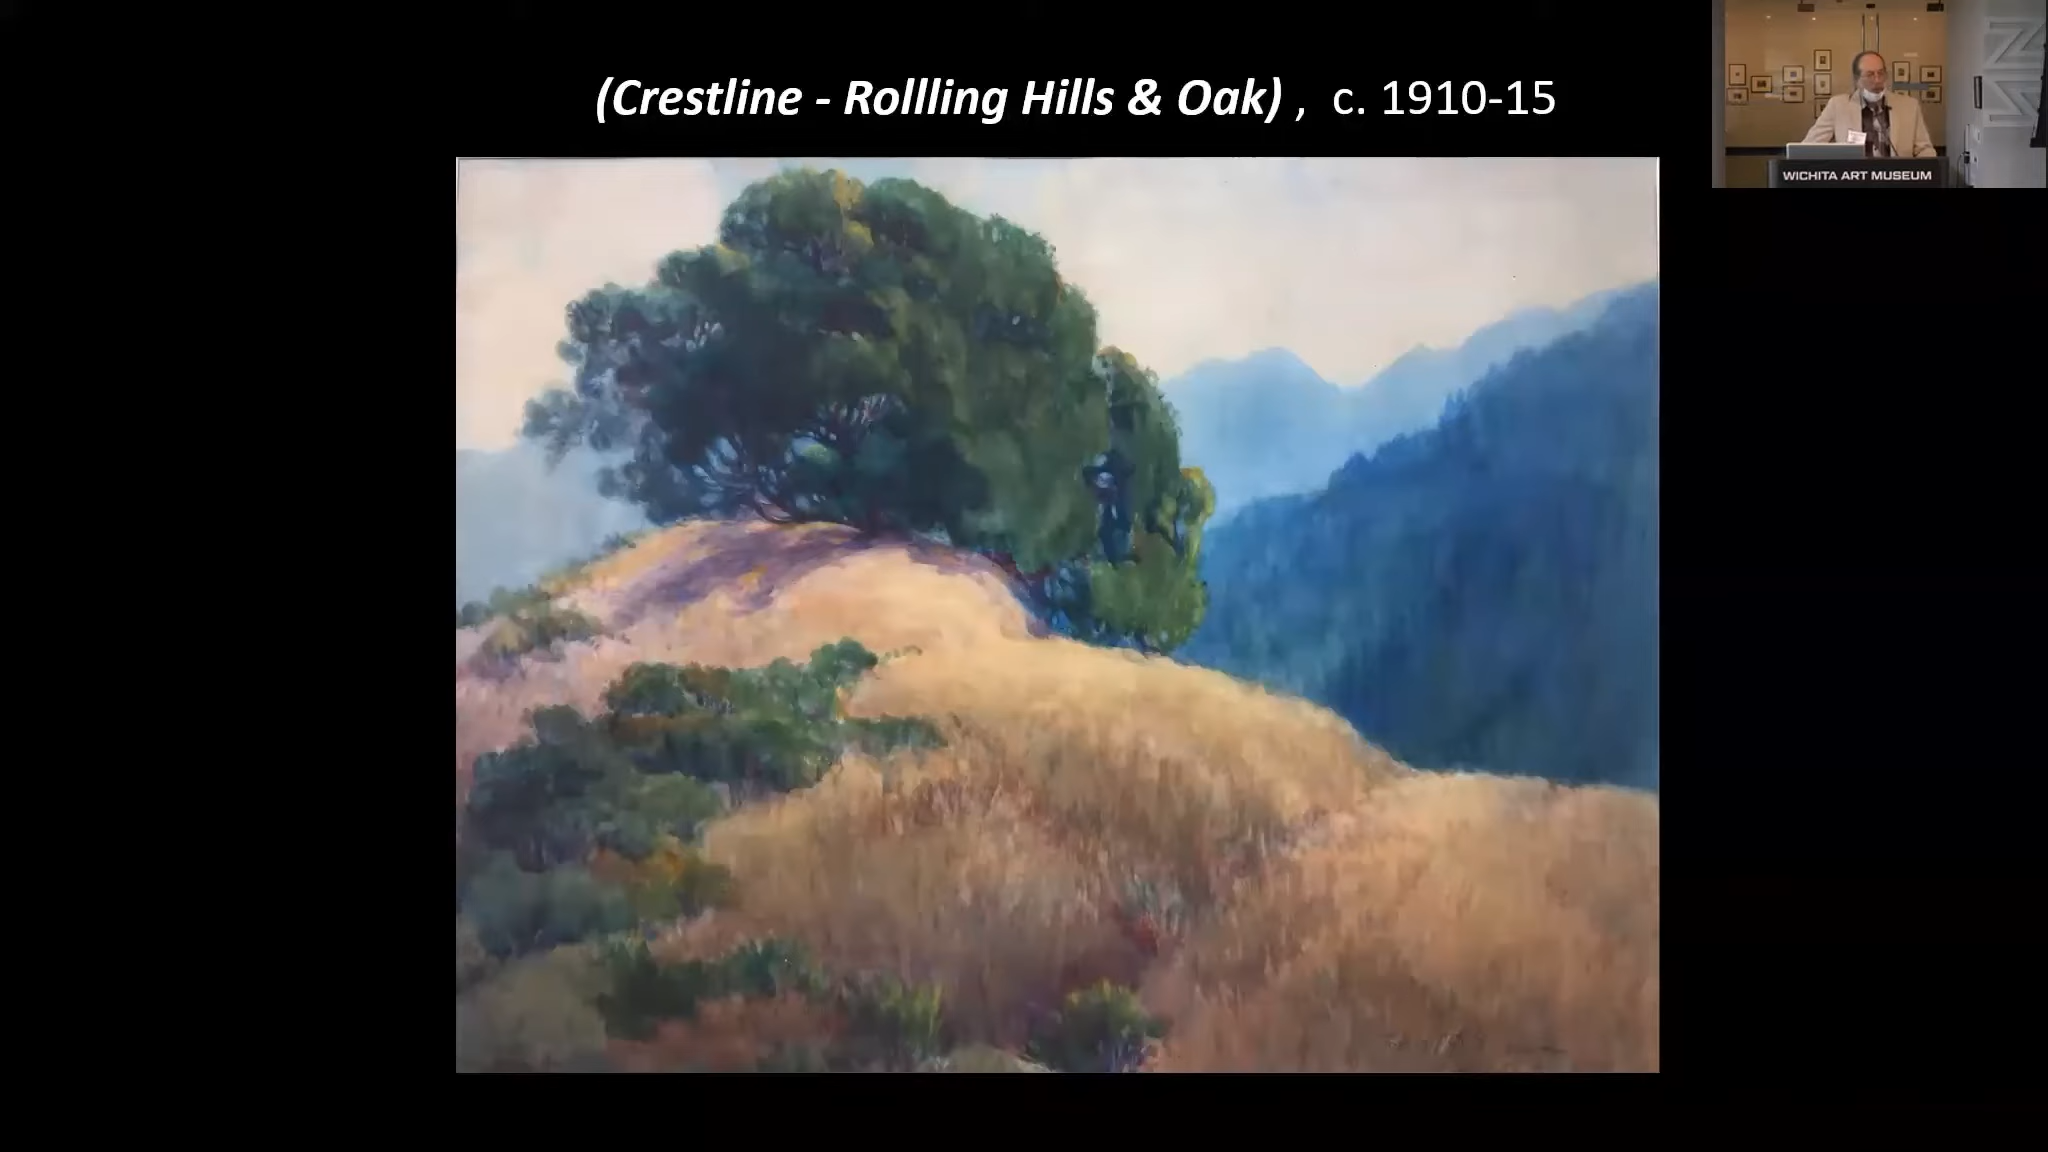 (Crestline - Rollling Hills & Oak) , c. 1910-15
WICHITA ART MUSEUM